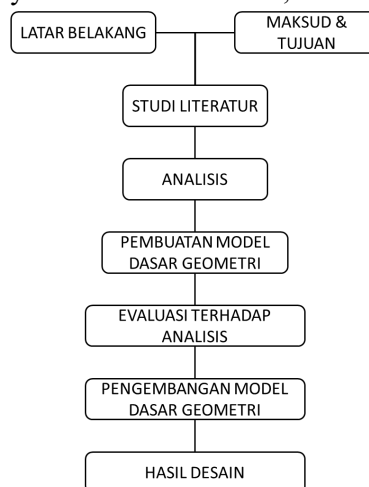 LATAR BELAKANG
MAKSUD &
TUJUAN
STUDI LITERATUR
ANALISIS
PEMBUATAN MODEL
DASAR GEOMETRI
EVALUASI TERHADAP
ANALISIS
PENGEMBANGAN MODEL
DASAR GEOMETRI
HASIL DESAIN